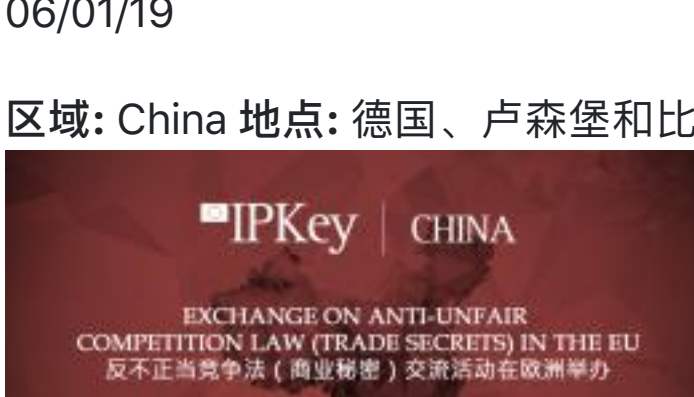 06/01/19
区域: China 地点: 德国、卢森堡和比
IPKey | CHINA
EXCHANGE ON ANTI-UNFAIR
COMPETITION LAW (TRADE SECRETS) IN THE EU
反不正当竞争法（商业秘密）交流活动在欧洲举办